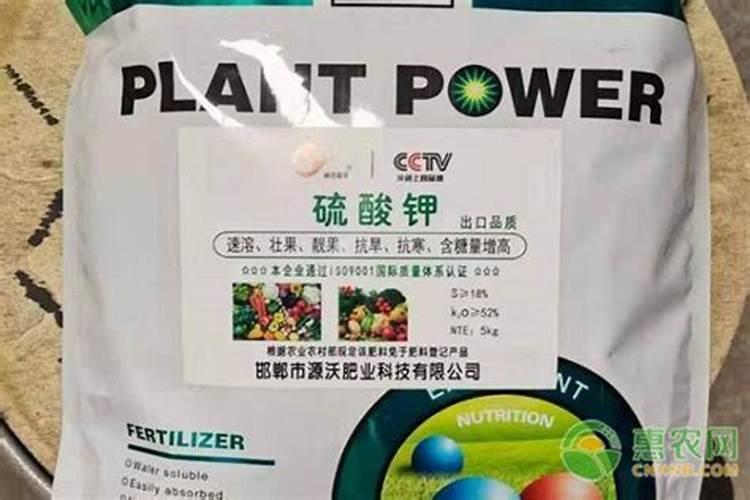 PLANT POWER
CCTV
硫酸钾 出口品质
速溶、壮果、靓果、抗旱、抗寒、含糖量增高
☆☆☆本企业通过ISO9001国际质量体系认证☆☆☆
S≥18%
k₂O≥52%
NTE: 5kg
根据农业农村部规定该肥料免于肥料登记产品
邯郸市源沃肥业科技有限公司
NUTRITION
FERTILIZER
Water soluble
Easily absorbed
惠农网
CNHNB.COM